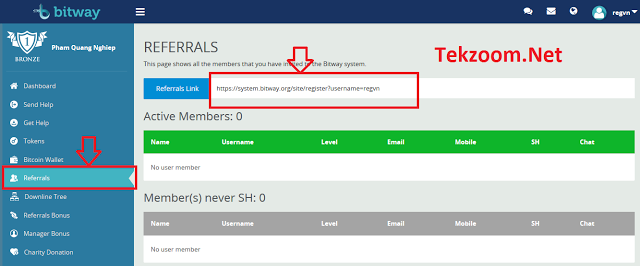 bitway
regvn
1
BRONZE
Pham Quang Nghiep
Dashboard
Send Help
Get Help
Tokens
Bitcoin Wallet
Referrals
Downline Tree
Referrals Bonus
Manager Bonus
Charity Donation
REFERRALS
Tekzoom.Net
This page shows all the members that you have invited to the Bitway system.
Referrals Link https://system.bitway.org/site/register?username=regvn
Active Members: 0
Name Username Level Email Mobile SH Chat
No user member
Member(s) never SH: 0
Name Username Level Email Mobile SH Chat
No user member